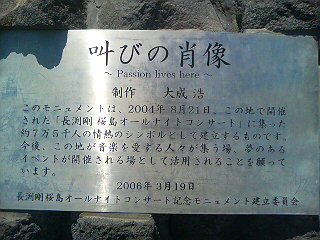 叫びの肖像
～ Passion lives here ～
制作　大成 浩
このモニュメントは、2004年8月21日、この地で開催
された「長渕剛 桜島オールナイトコンサート」に集った
約7万5千人の情熱のシンボルとして建立するものです。
今後、この地が音楽を愛する人々が集う場、夢のある
イベントが開催される場として活用されることを願って
います。
2006年3月19日
長渕剛 桜島オールナイトコンサート記念モニュメント建立委員会